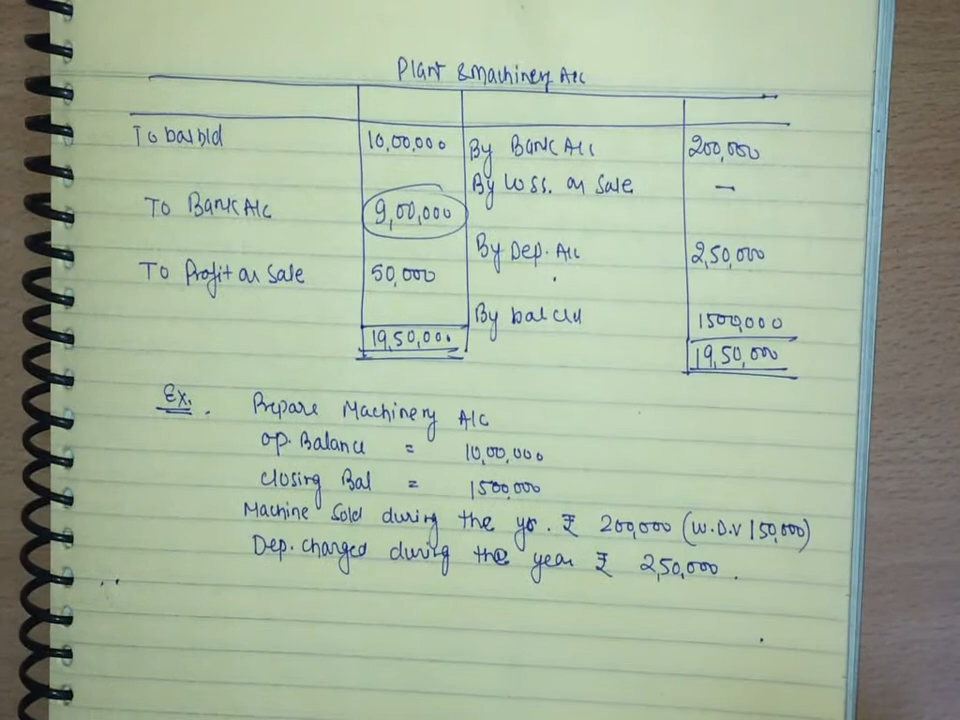 Plant & Machinery A/c
To bal b/d 10,00,000 By Bank A/c 200,000
By Loss on Sale —
To Bank A/c 9,00,000
By Dep. A/c 2,50,000
To Profit on Sale 50,000
By bal c/d 1500,000
19,50,000 19,50,000
Ex. Prepare Machinery A/c
op. Balance = 10,00,000
Closing Bal = 1500,000
Machine Sold during the yr. ₹ 200,000 (W.D.V 150,000)
Dep. charged during the year ₹ 2,50,000.